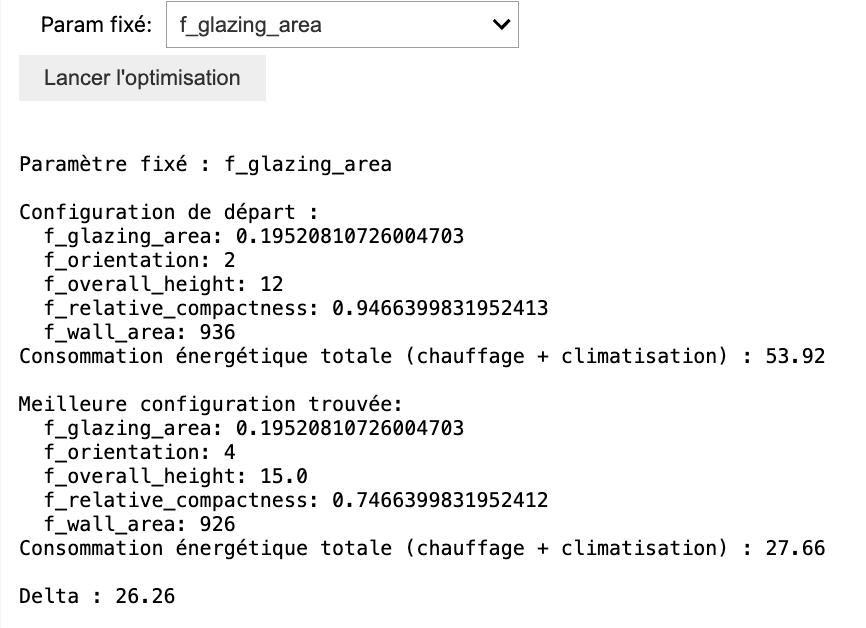 Param fixé: f_glazing_area
Lancer l'optimisation
Paramètre fixé : f_glazing_area
Configuration de départ :
f_glazing_area: 0.19520810726004703
f_orientation: 2
f_overall_height: 12
f_relative_compactness: 0.9466399831952413
f_wall_area: 936
Consommation énergétique totale (chauffage + climatisation) : 53.92
Meilleure configuration trouvée:
f_glazing_area: 0.19520810726004703
f_orientation: 4
f_overall_height: 15.0
f_relative_compactness: 0.7466399831952412
f_wall_area: 926
Consommation énergétique totale (chauffage + climatisation) : 27.66
Delta : 26.26